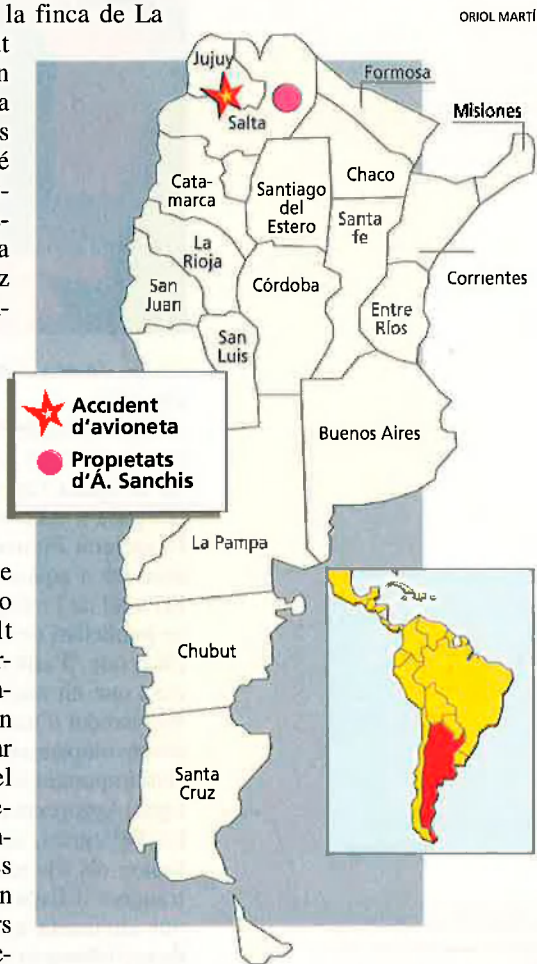 la finca de La
ORIOL MARTÍ
Jujuy
Formosa
Misiones
Salta
Chaco
Cata-
marca
Santiago
del
Estero
Santa
fe
La
Rioja
Corrientes
San
Juan
Córdoba
Entre
Ríos
San
Luis
Accident
d'avioneta
Buenos Aires
Propietats
d'Á. Sanchis
La Pampa
Chubut
Santa
Cruz